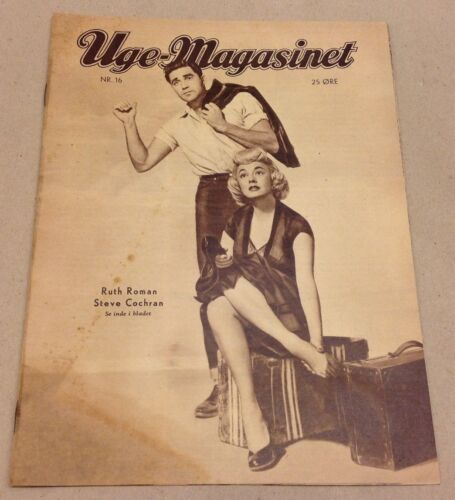 Uge-Magasinet
NR. 16
25 ØRE
Ruth Roman
Steve Cochran
Se inde i bladet